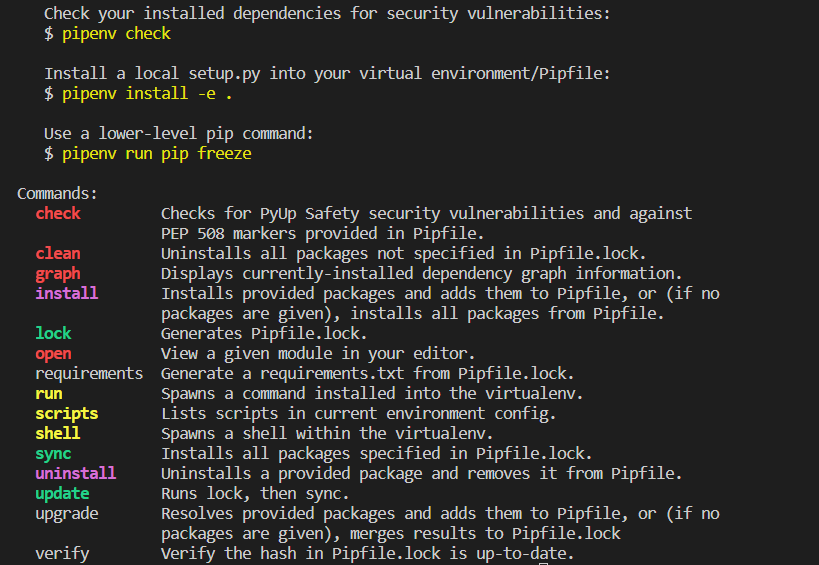 Check your installed dependencies for security vulnerabilities:
$ pipenv check
Install a local setup.py into your virtual environment/Pipfile:
$ pipenv install -e .
Use a lower-level pip command:
$ pipenv run pip freeze
Commands:
check Checks for PyUp Safety security vulnerabilities and against
PEP 508 markers provided in Pipfile.
clean Uninstalls all packages not specified in Pipfile.lock.
graph Displays currently-installed dependency graph information.
install Installs provided packages and adds them to Pipfile, or (if no
packages are given), installs all packages from Pipfile.
lock Generates Pipfile.lock.
open View a given module in your editor.
requirements Generate a requirements.txt from Pipfile.lock.
run Spawns a command installed into the virtualenv.
scripts Lists scripts in current environment config.
shell Spawns a shell within the virtualenv.
sync Installs all packages specified in Pipfile.lock.
uninstall Uninstalls a provided package and removes it from Pipfile.
update Runs lock, then sync.
upgrade Resolves provided packages and adds them to Pipfile, or (if no
packages are given), merges results to Pipfile.lock
verify Verify the hash in Pipfile.lock is up-to-date.